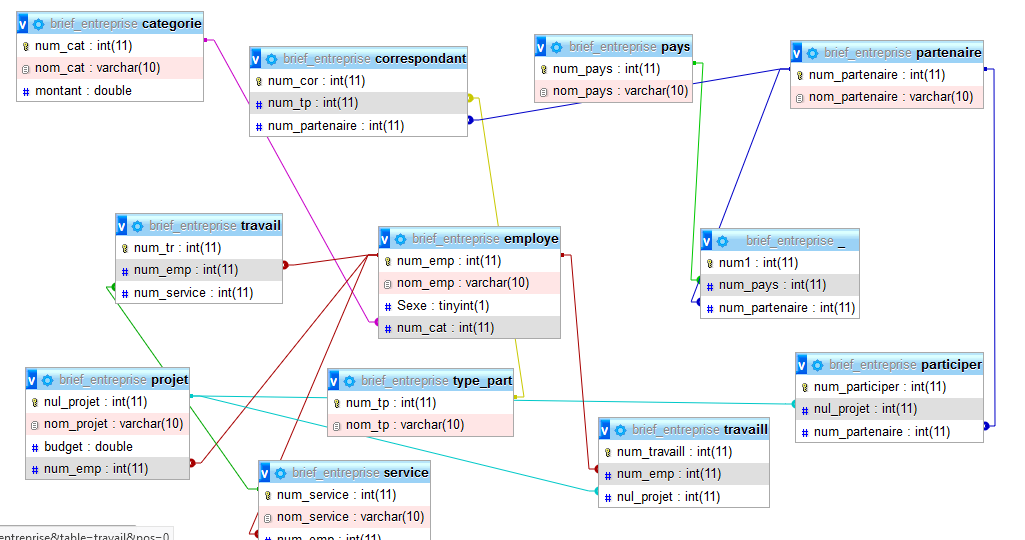 v brief_entreprise categorie
num_cat : int(11)
nom_cat : varchar(10)
# montant : double
v brief_entreprise correspondant
num_cor : int(11)
# num_tp : int(11)
# num_partenaire : int(11)
v brief_entreprise pays
num_pays : int(11)
nom_pays : varchar(10)
v brief_entreprise partenaire
num_partenaire : int(11)
nom_partenaire : varchar(10)
v brief_entreprise travail
num_tr : int(11)
# num_emp : int(11)
# num_service : int(11)
v brief_entreprise employe
num_emp : int(11)
nom_emp : varchar(10)
# Sexe : tinyint(1)
# num_cat : int(11)
v brief_entreprise _
num1 : int(11)
# num_pays : int(11)
# num_partenaire : int(11)
v brief_entreprise projet
nul_projet : int(11)
nom_projet : varchar(10)
# budget : double
# num_emp : int(11)
v brief_entreprise type_part
num_tp : int(11)
nom_tp : varchar(10)
v brief_entreprise participer
num_participer : int(11)
# nul_projet : int(11)
# num_partenaire : int(11)
v brief_entreprise travaill
num_travaill : int(11)
# num_emp : int(11)
# nul_projet : int(11)
v brief_entreprise service
num_service : int(11)
nom_service : varchar(10)
# num_emp : int(11)
entreprise&table=travail&pos=0